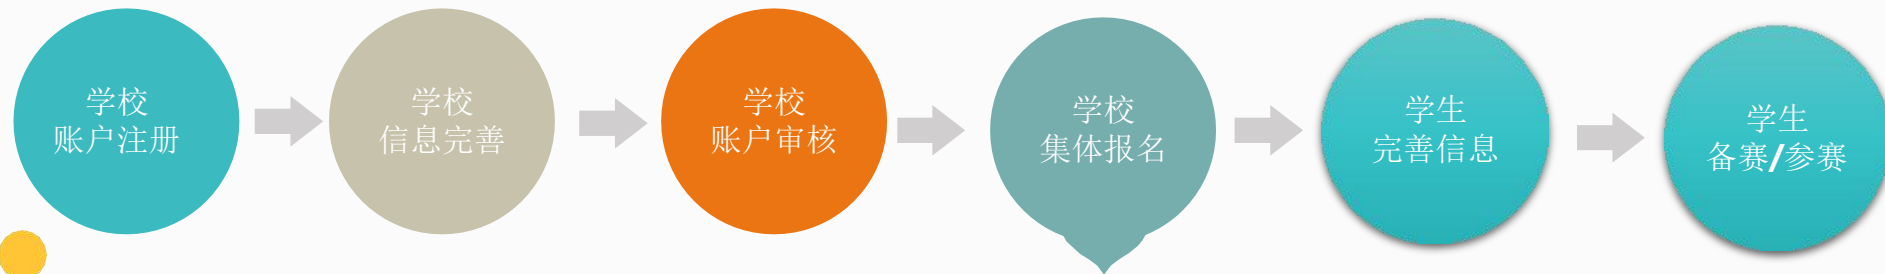 学校
账户注册
学校
信息完善
学校
账户审核
学校
集体报名
学生
完善信息
学生
备赛/参赛